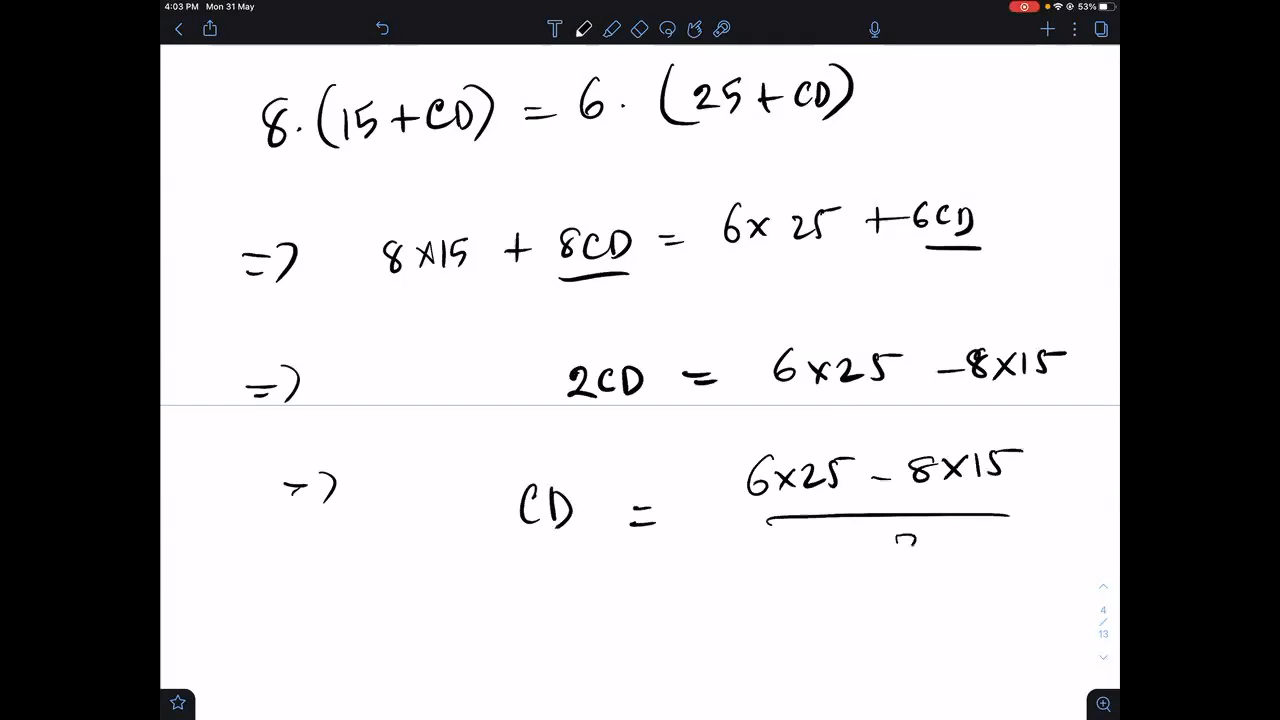 4:03 PM Mon 31 May
53%
T
8.(15+CD) = 6. (25+CD)
=> 8×15 + 8CD = 6×25 +6CD
=> 2CD = 6×25 -8×15
=> CD = 6×25 - 8×15
4
/
13